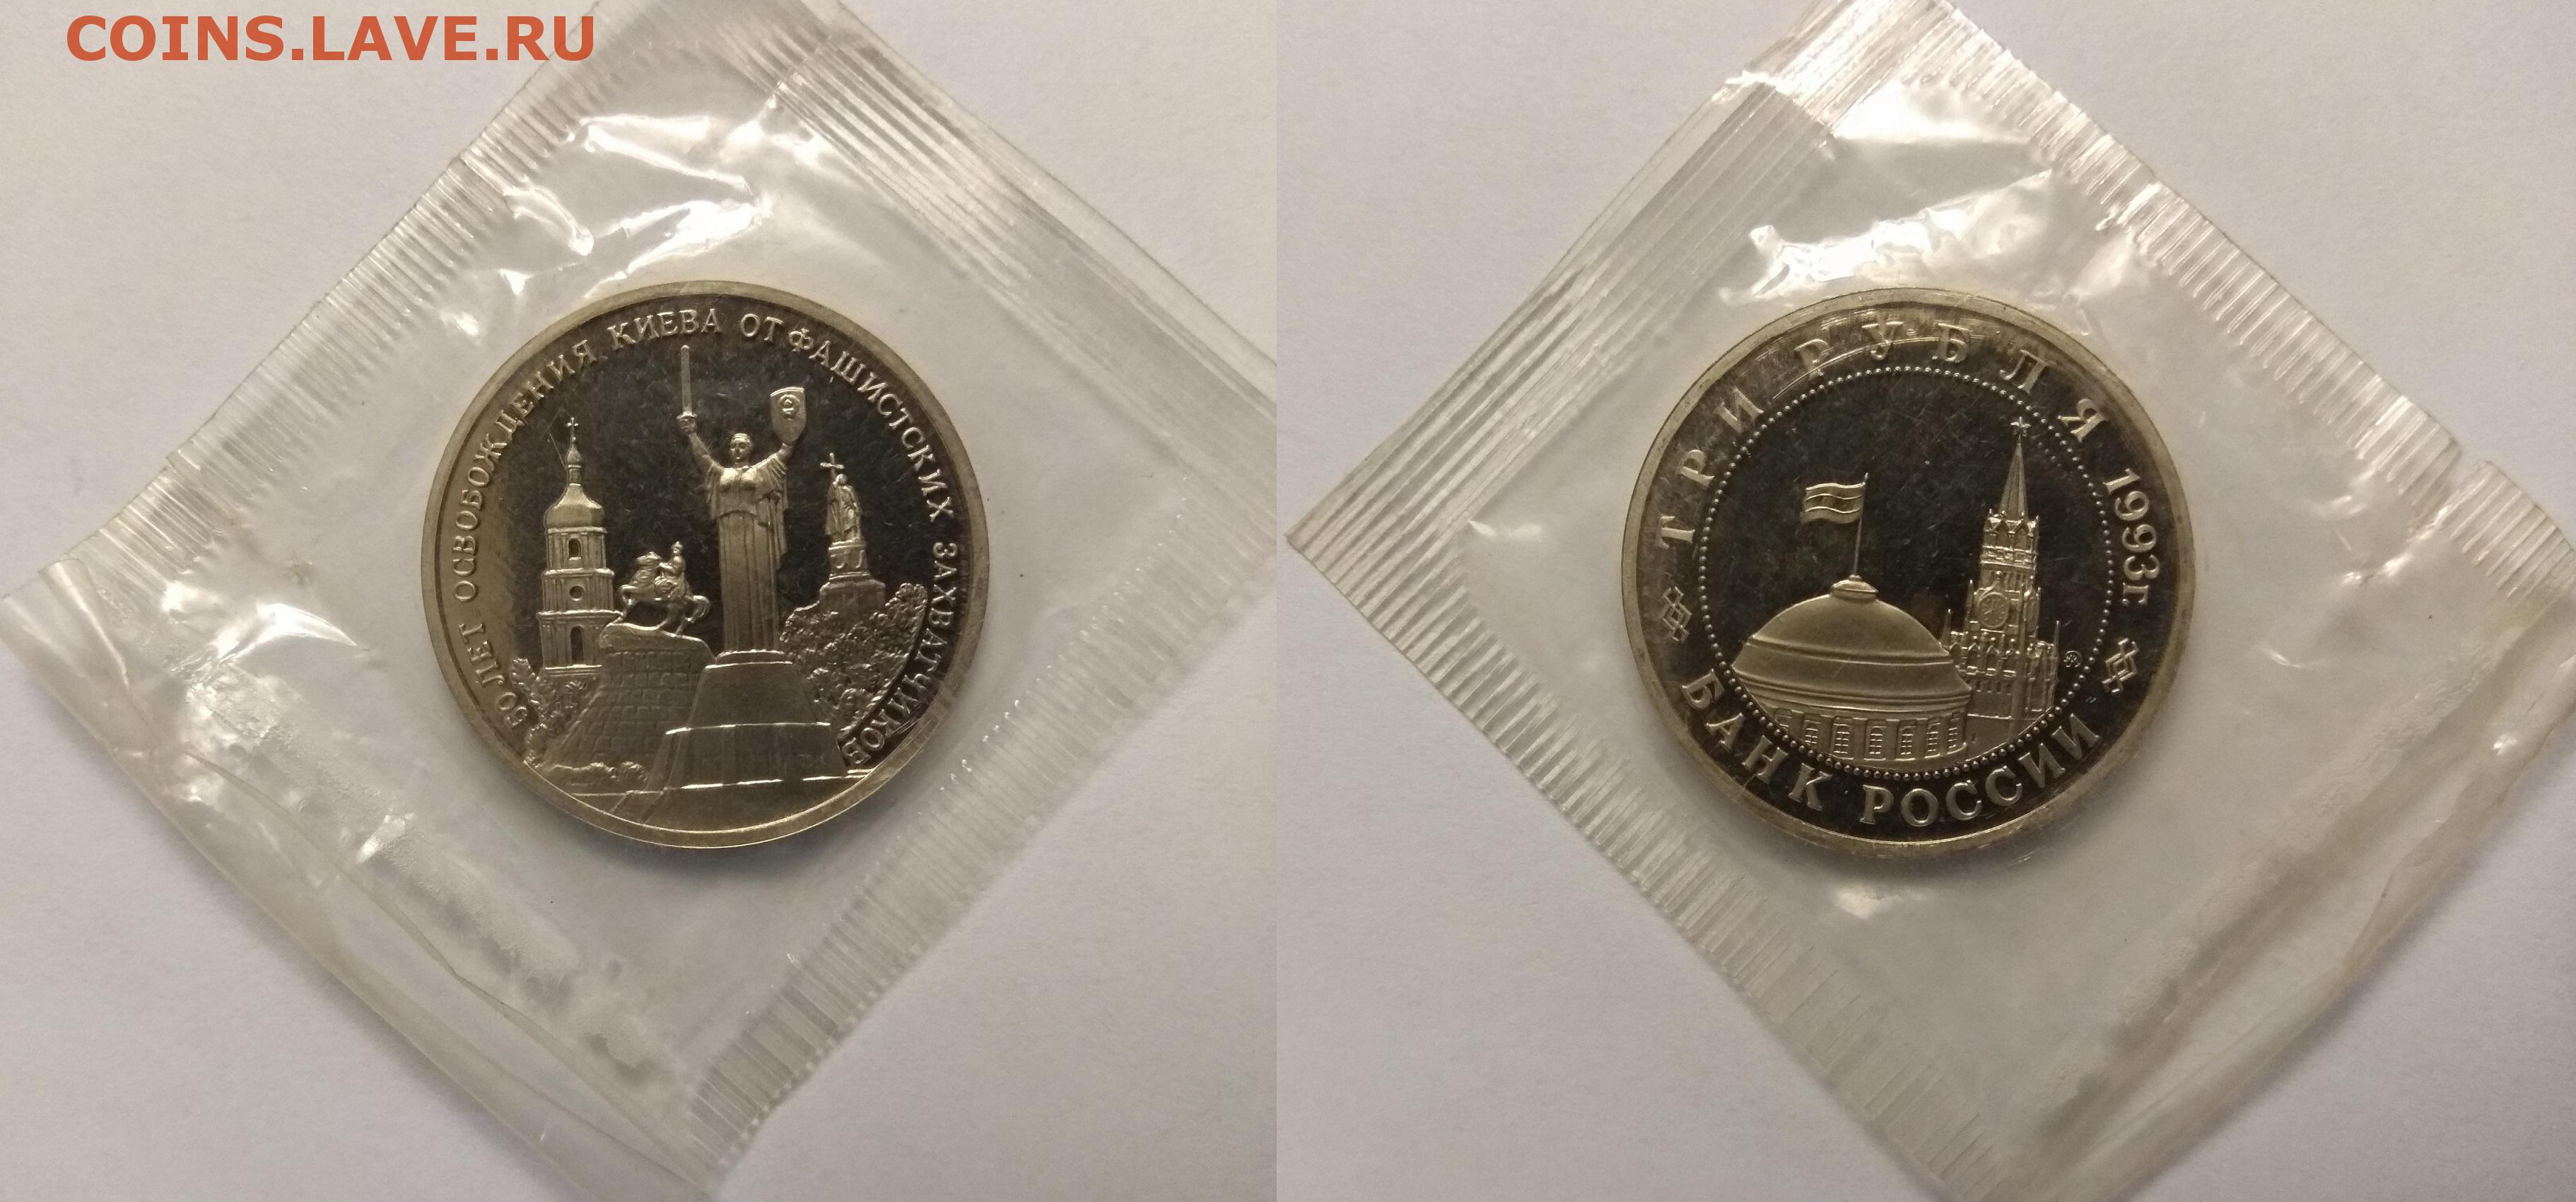 COINS.LAVE.RU
50 ЛЕТ ОСВОБОЖДЕНИЯ КИЕВА ОТ ФАШИСТСКИХ ЗАХВАТЧИКОВ
ТРИ РУБЛЯ 1993г.
БАНК РОССИИ